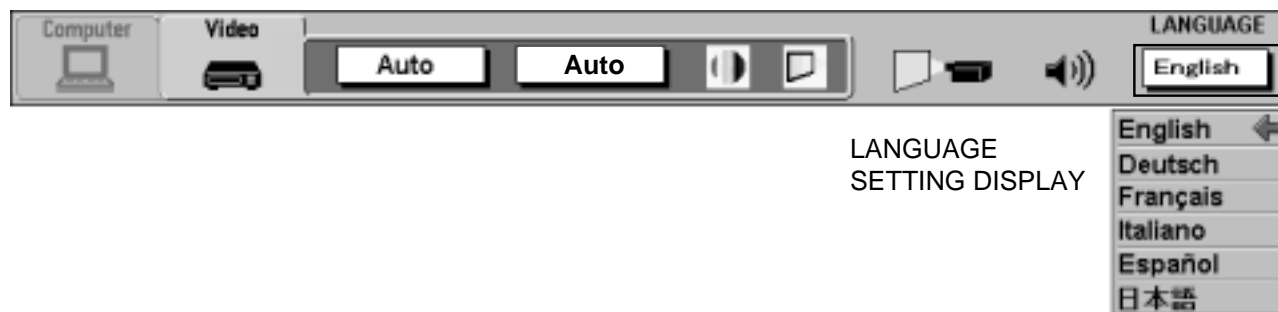 Computer Video LANGUAGE
Auto Auto English
LANGUAGE
SETTING DISPLAY
English
Deutsch
Français
Italiano
Español
日本語